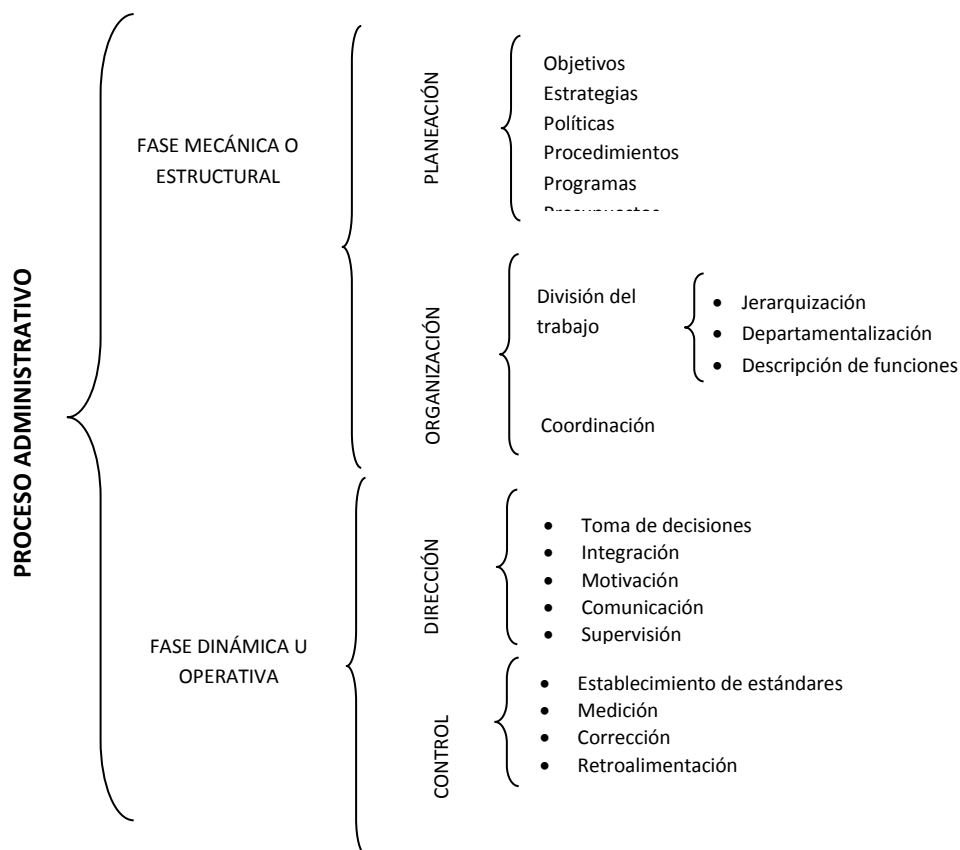 PROCESO ADMINISTRATIVO
FASE MECÁNICA O
ESTRUCTURAL
PLANEACIÓN
Objetivos
Estrategias
Políticas
Procedimientos
Programas
Presupuestos
ORGANIZACIÓN
División del
trabajo
• Jerarquización
• Departamentalización
• Descripción de funciones
Coordinación
FASE DINÁMICA U
OPERATIVA
DIRECCIÓN
• Toma de decisiones
• Integración
• Motivación
• Comunicación
• Supervisión
CONTROL
• Establecimiento de estándares
• Medición
• Corrección
• Retroalimentación